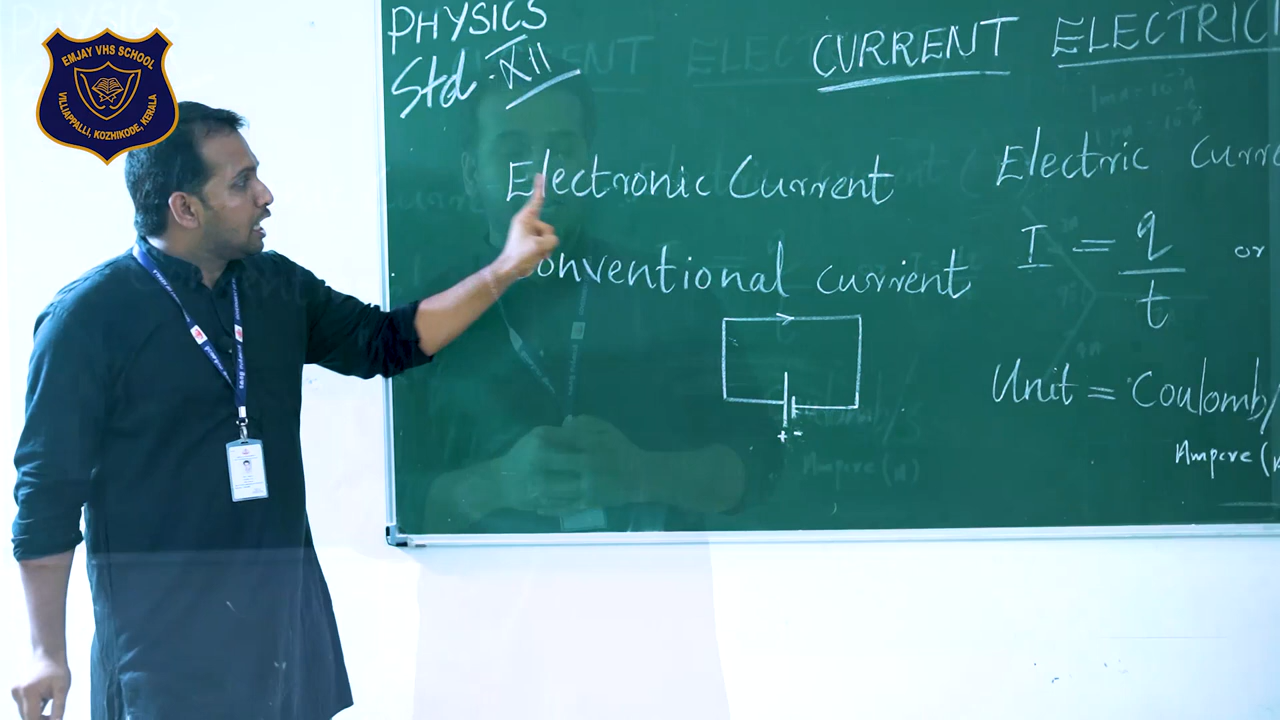 EMJAY VHS SCHOOL
VILLIAPPALLI, KOZHIKODE, KERALA
PHYSICS
Std XII
CURRENT ELECTRIC
Electronic Current
Conventional current
Electric Curre
I = q/t or
Unit = Coulomb/
Ampere (A
+ -